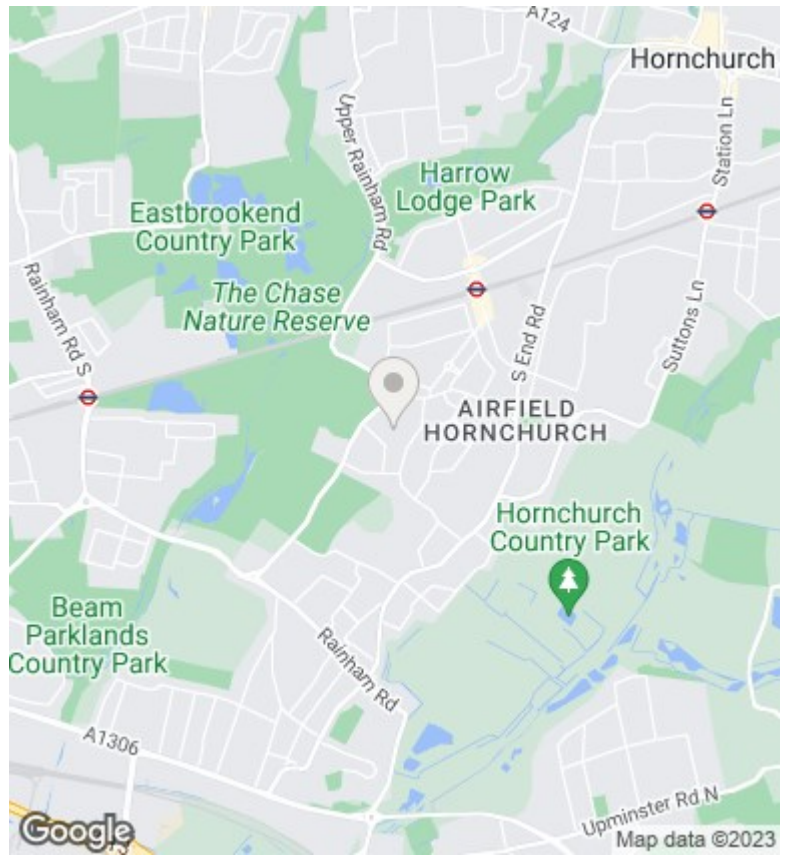 A124
Hornchurch
Upper Rainham Rd
Station Ln
Harrow
Lodge Park
Eastbrookend
Country Park
Rainham Rd S
The Chase
Nature Reserve
S End Rd
Suttons Ln
AIRFIELD
HORNCHURCH
Hornchurch
Country Park
Beam
Parklands
Country Park
Rainham Rd
A1306
Upminster Rd N
Google
Map data ©2023